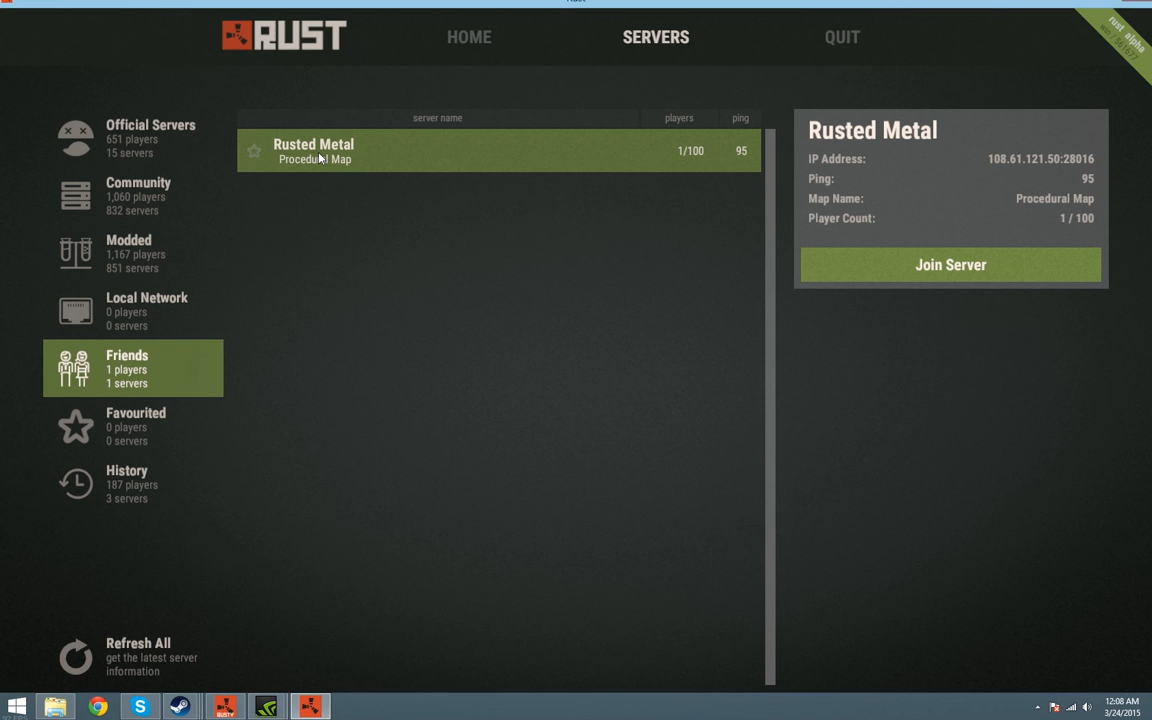 Rust
RUST
HOME
SERVERS
QUIT
rust alpha
Official Servers
651 players
15 servers
Community
1,060 players
832 servers
Modded
1,167 players
851 servers
Local Network
0 players
0 servers
Friends
1 players
1 servers
Favourited
0 players
0 servers
History
187 players
3 servers
Refresh All
get the latest server
information
server name
players
ping
Rusted Metal
Procedural Map
1/100
95
Rusted Metal
IP Address:
108.61.121.50:28016
Ping:
95
Map Name:
Procedural Map
Player Count:
1 / 100
Join Server
RUST
12:08 AM
3/24/2015